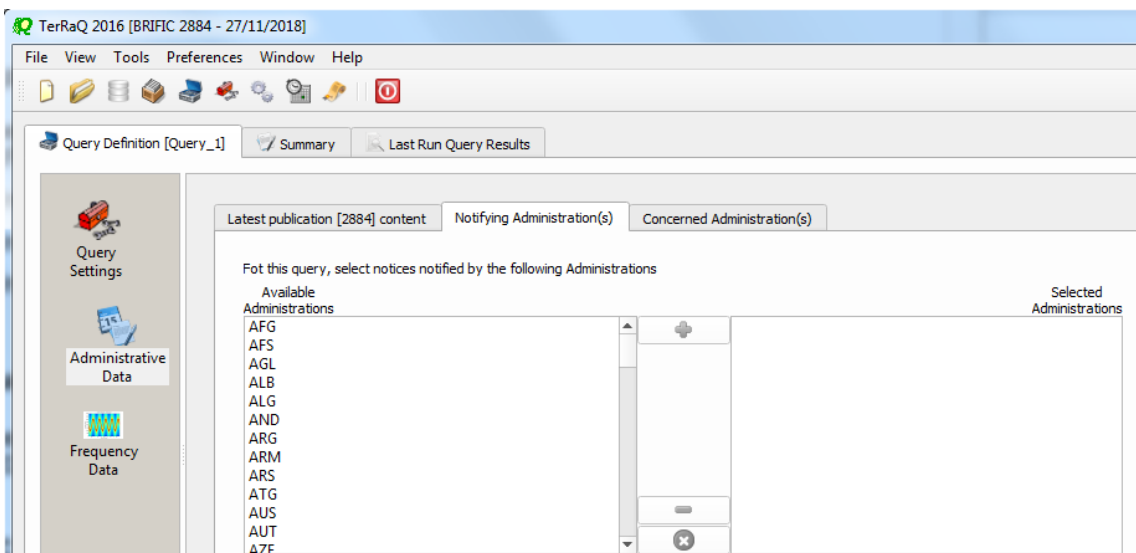 TerRaQ 2016 [BRIFIC 2884 - 27/11/2018]
File View Tools Preferences Window Help
Query Definition [Query_1] Summary Last Run Query Results
Query
Settings
Administrative
Data
Frequency
Data
Latest publication [2884] content Notifying Administration(s) Concerned Administration(s)
Fot this query, select notices notified by the following Administrations
Available
Administrations
Selected
Administrations
AFG
AFS
AGL
ALB
ALG
AND
ARG
ARM
ARS
ATG
AUS
AUT
AZE